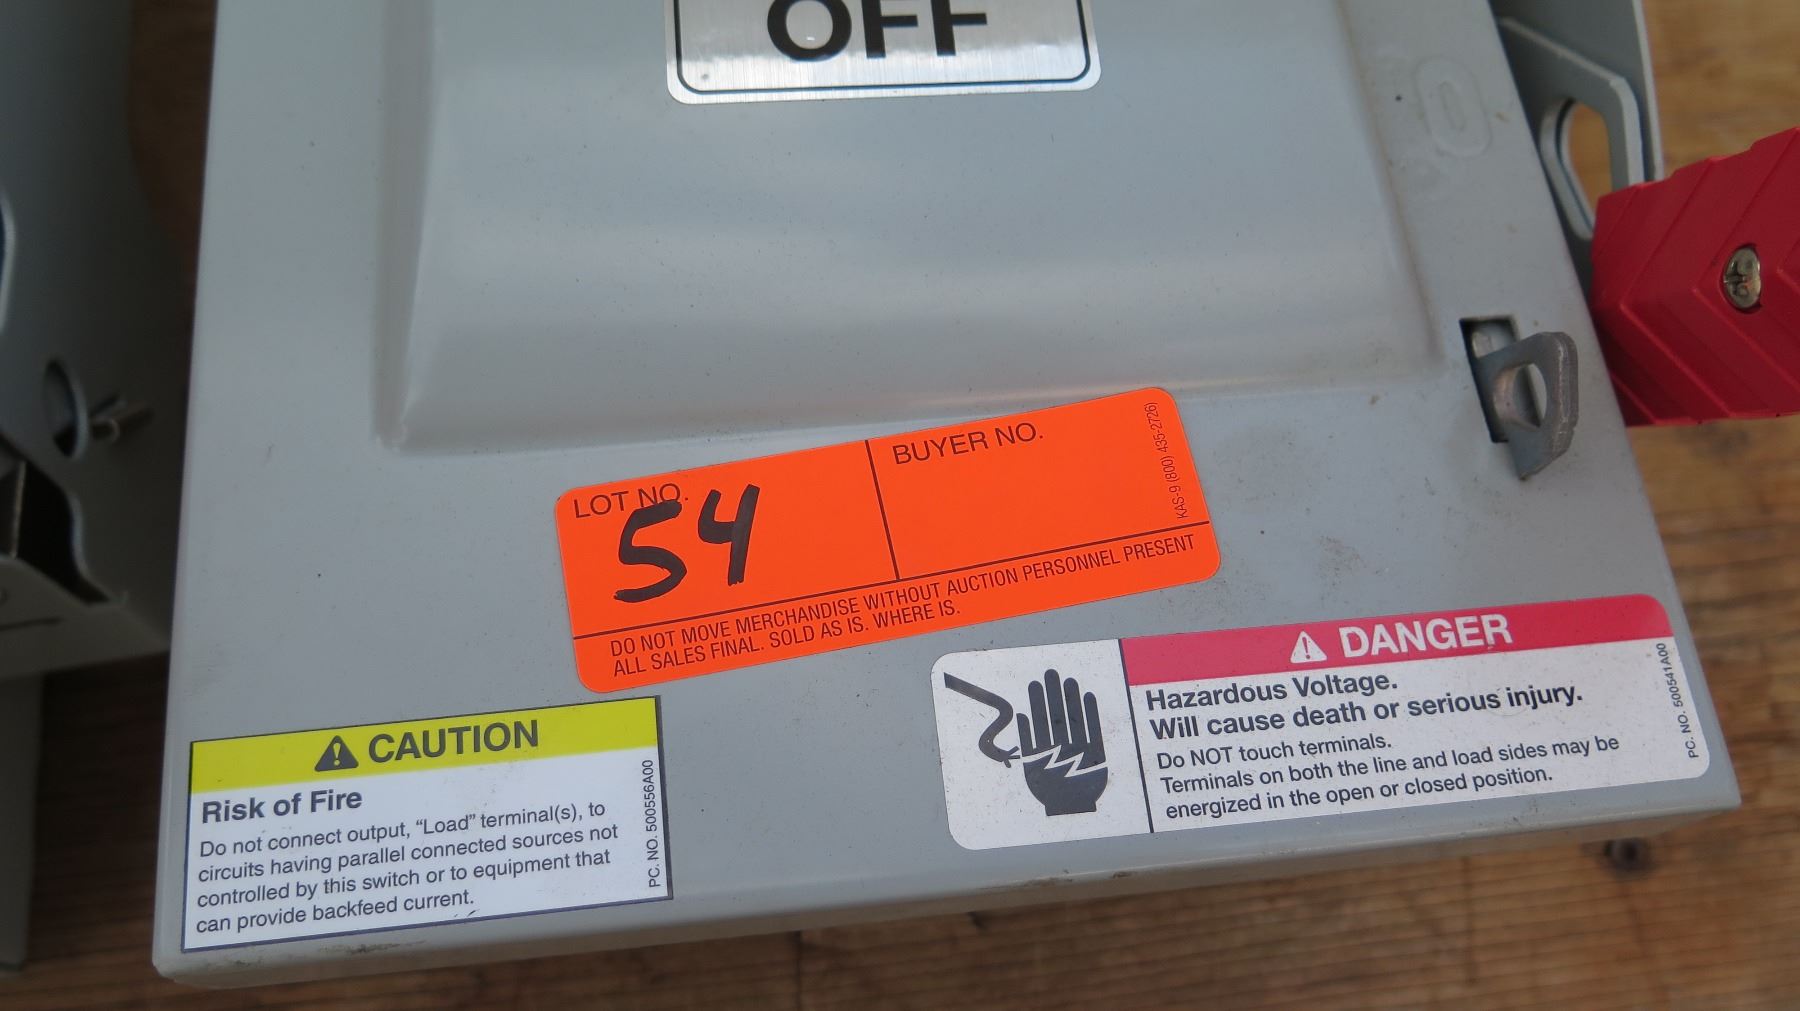 OFF
LOT NO.
54
BUYER NO.
KAS-9 (800) 435-2726)
DO NOT MOVE MERCHANDISE WITHOUT AUCTION PERSONNEL PRESENT
ALL SALES FINAL. SOLD AS IS. WHERE IS.
CAUTION
Risk of Fire
Do not connect output, “Load” terminal(s), to
circuits having parallel connected sources not
controlled by this switch or to equipment that
can provide backfeed current.
PC. NO. 500556A00
DANGER
Hazardous Voltage.
Will cause death or serious injury.
Do NOT touch terminals.
Terminals on both the line and load sides may be
energized in the open or closed position.
PC. NO. 500541A00